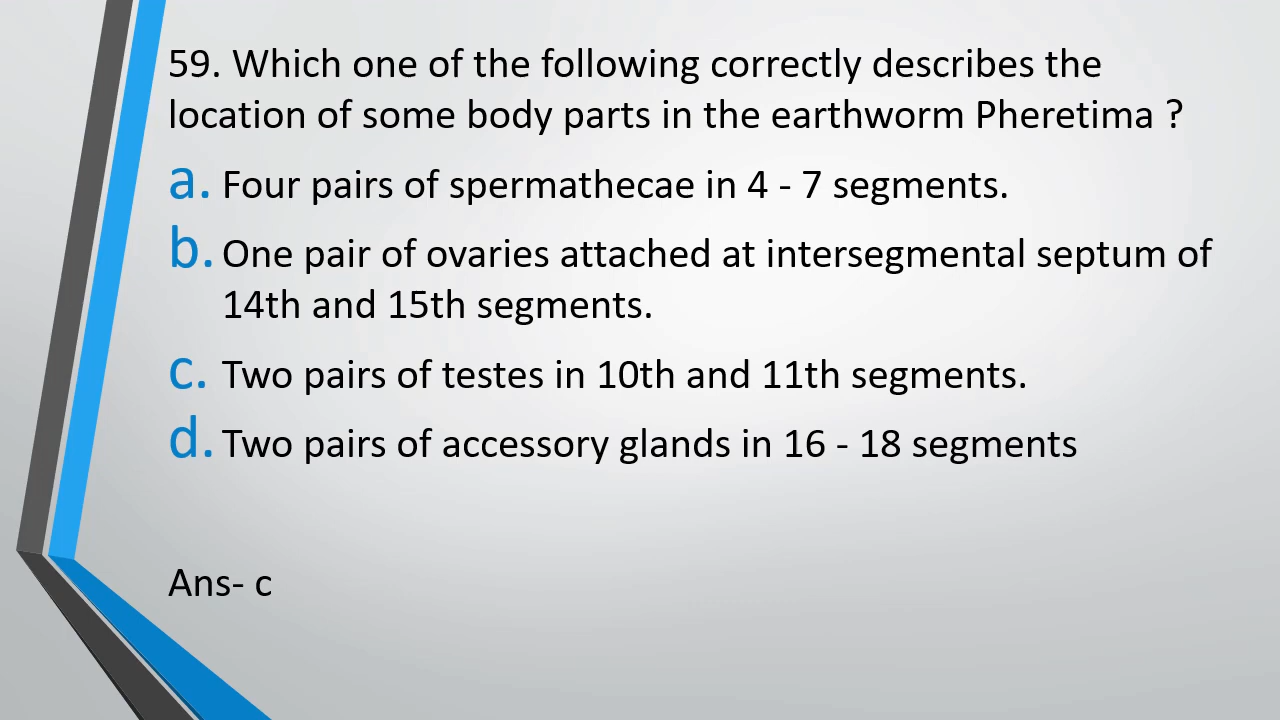 59. Which one of the following correctly describes the
location of some body parts in the earthworm Pheretima ?
a. Four pairs of spermathecae in 4 - 7 segments.
b. One pair of ovaries attached at intersegmental septum of
14th and 15th segments.
c. Two pairs of testes in 10th and 11th segments.
d. Two pairs of accessory glands in 16 - 18 segments
Ans- c